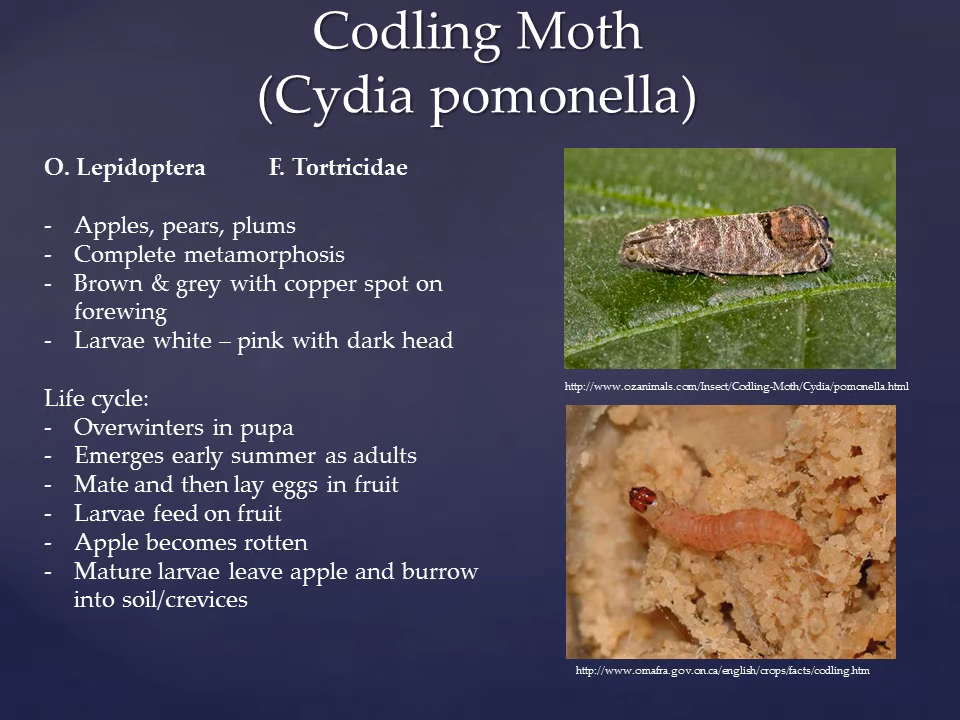 Codling Moth
(Cydia pomonella)
O. Lepidoptera F. Tortricidae
- Apples, pears, plums
- Complete metamorphosis
- Brown & grey with copper spot on
forewing
- Larvae white – pink with dark head
Life cycle:
- Overwinters in pupa
- Emerges early summer as adults
- Mate and then lay eggs in fruit
- Larvae feed on fruit
- Apple becomes rotten
- Mature larvae leave apple and burrow
into soil/crevices
http://www.ozanimals.com/Insect/Codling-Moth/Cydia/pomonella.html
http://www.omafra.gov.on.ca/english/crops/facts/codling.htm